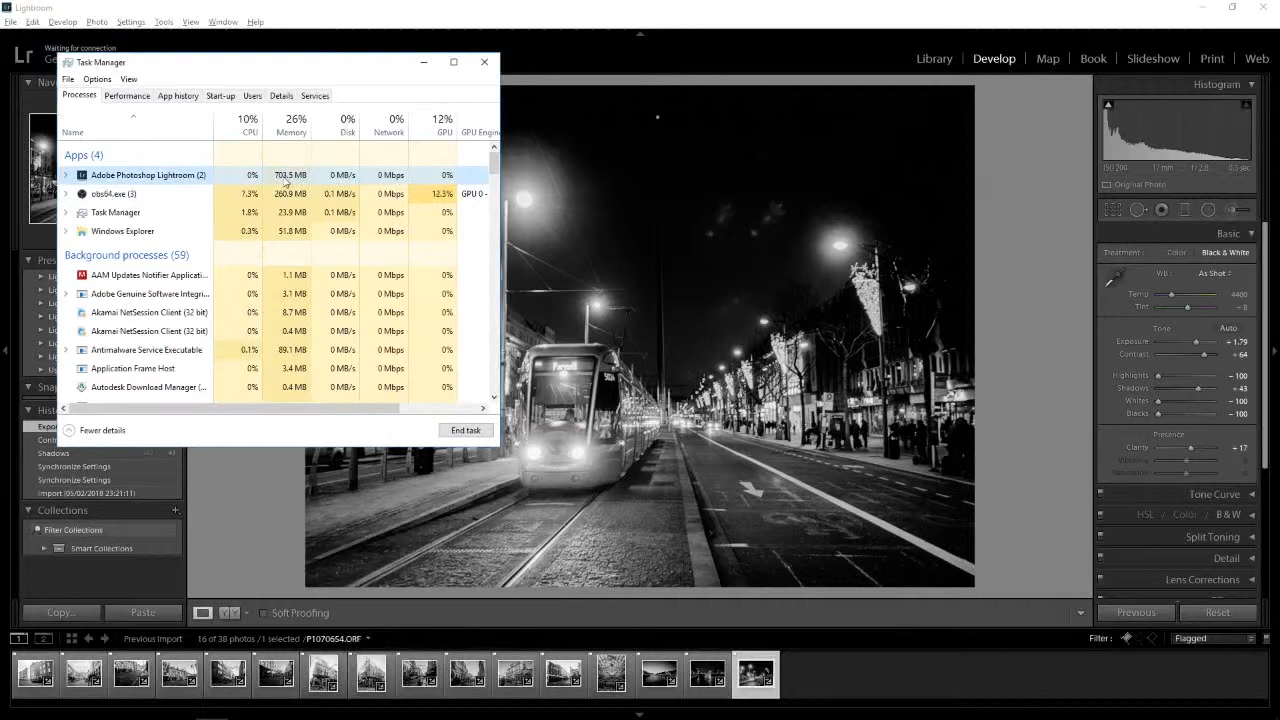 Lightroom
File Edit Develop Photo Settings Tools View Window Help
Waiting for connection
Lr Ge
Library Develop Map Book Slideshow Print Web
Task Manager
File Options View
Processes Performance App history Start-up Users Details Services
10% 26% 0% 0% 12%
Name CPU Memory Disk Network GPU GPU Engine
Apps (4)
Adobe Photoshop Lightroom (2) 0% 703.5 MB 0 MB/s 0 Mbps 0%
obs64.exe (3) 7.3% 260.9 MB 0.1 MB/s 0 Mbps 12.3% GPU 0 -
Task Manager 1.8% 23.9 MB 0.1 MB/s 0 Mbps 0%
Windows Explorer 0.3% 51.8 MB 0 MB/s 0 Mbps 0%
Background processes (59)
AAM Updates Notifier Applicati... 0% 1.1 MB 0 MB/s 0 Mbps 0%
Adobe Genuine Software Integri... 0% 3.1 MB 0 MB/s 0 Mbps 0%
Akamai NetSession Client (32 bit) 0% 8.7 MB 0 MB/s 0 Mbps 0%
Akamai NetSession Client (32 bit) 0% 0.4 MB 0 MB/s 0 Mbps 0%
Antimalware Service Executable 0.1% 89.1 MB 0 MB/s 0 Mbps 0%
Application Frame Host 0% 3.4 MB 0 MB/s 0 Mbps 0%
Autodesk Download Manager (... 0% 0.4 MB 0 MB/s 0 Mbps 0%
Fewer details End task
Nav
Pres
Snap
Histo
Expo
Cont
Shadows 43
Synchronize Settings
Synchronize Settings
Import (05/02/2018 23:21:11)
Collections +
Filter Collections
Smart Collections
Copy... Paste
Soft Proofing
Histogram
ISO 200 17 mm
Original Photo
Basic
Treatment: Color Black & White
WB: As Shot
Temp 4400
Tint + 8
Tone Auto
Exposure + 1.79
Contrast + 64
Highlights - 100
Shadows + 43
Whites - 100
Blacks - 100
Presence
Clarity + 17
Vibrance
Saturation
Tone Curve
HSL / Color / B & W
Split Toning
Detail
Lens Corrections
Previous Reset
1 2 Previous Import 16 of 38 photos /1 selected /P1070654.ORF
Filter : Flagged